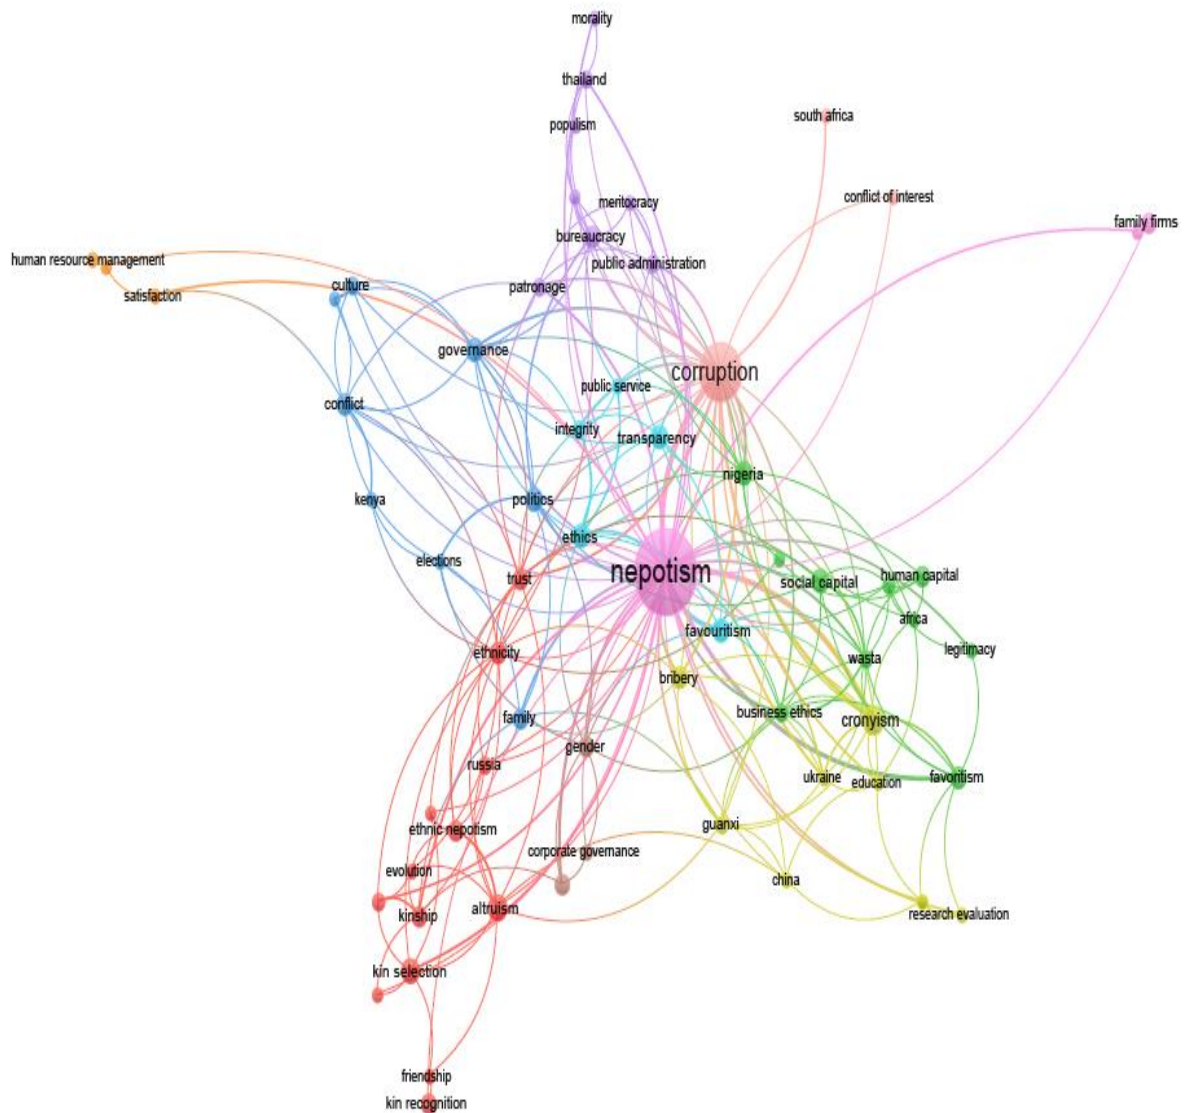 morality
thailand
populism
south africa
meritocracy
conflict of interest
family firms
bureaucracy
human resource management
public administration
satisfaction
culture
patronage
governance
corruption
public service
conflict
integrity
transparency
nigeria
kenya
politics
ethics
elections
trust
nepotism
social capital
human capital
africa
favouritism
ethnicity
wasta
legitimacy
bribery
family
business ethics
cronyism
gender
russia
ukraine
education
favoritism
ethnic nepotism
guanxi
corporate governance
evolution
china
kinship
altruism
research evaluation
kin selection
friendship
kin recognition